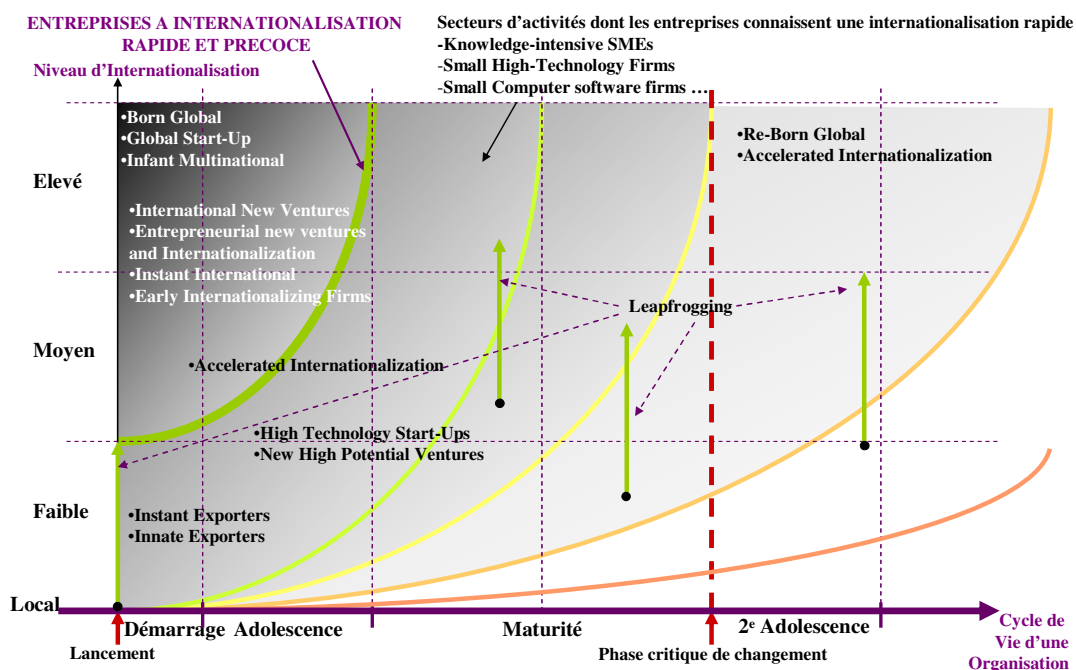 ENTREPRISES A INTERNATIONALISATION
RAPIDE ET PRECOCE
Niveau d’Internationalisation
Secteurs d’activités dont les entreprises connaissent une internationalisation rapide
-Knowledge-intensive SMEs
-Small High-Technology Firms
-Small Computer software firms …
•Born Global
•Global Start-Up
•Infant Multinational
•Re-Born Global
•Accelerated Internationalization
Elevé
•International New Ventures
•Entrepreneurial new ventures
and Internationalization
•Instant International
•Early Internationalizing Firms
Leapfrogging
Moyen
•Accelerated Internationalization
•High Technology Start-Ups
•New High Potential Ventures
Faible
•Instant Exporters
•Innate Exporters
Local
Démarrage
Adolescence
Maturité
2e Adolescence
Cycle de
Vie d’une
Organisation
Lancement
Phase critique de changement